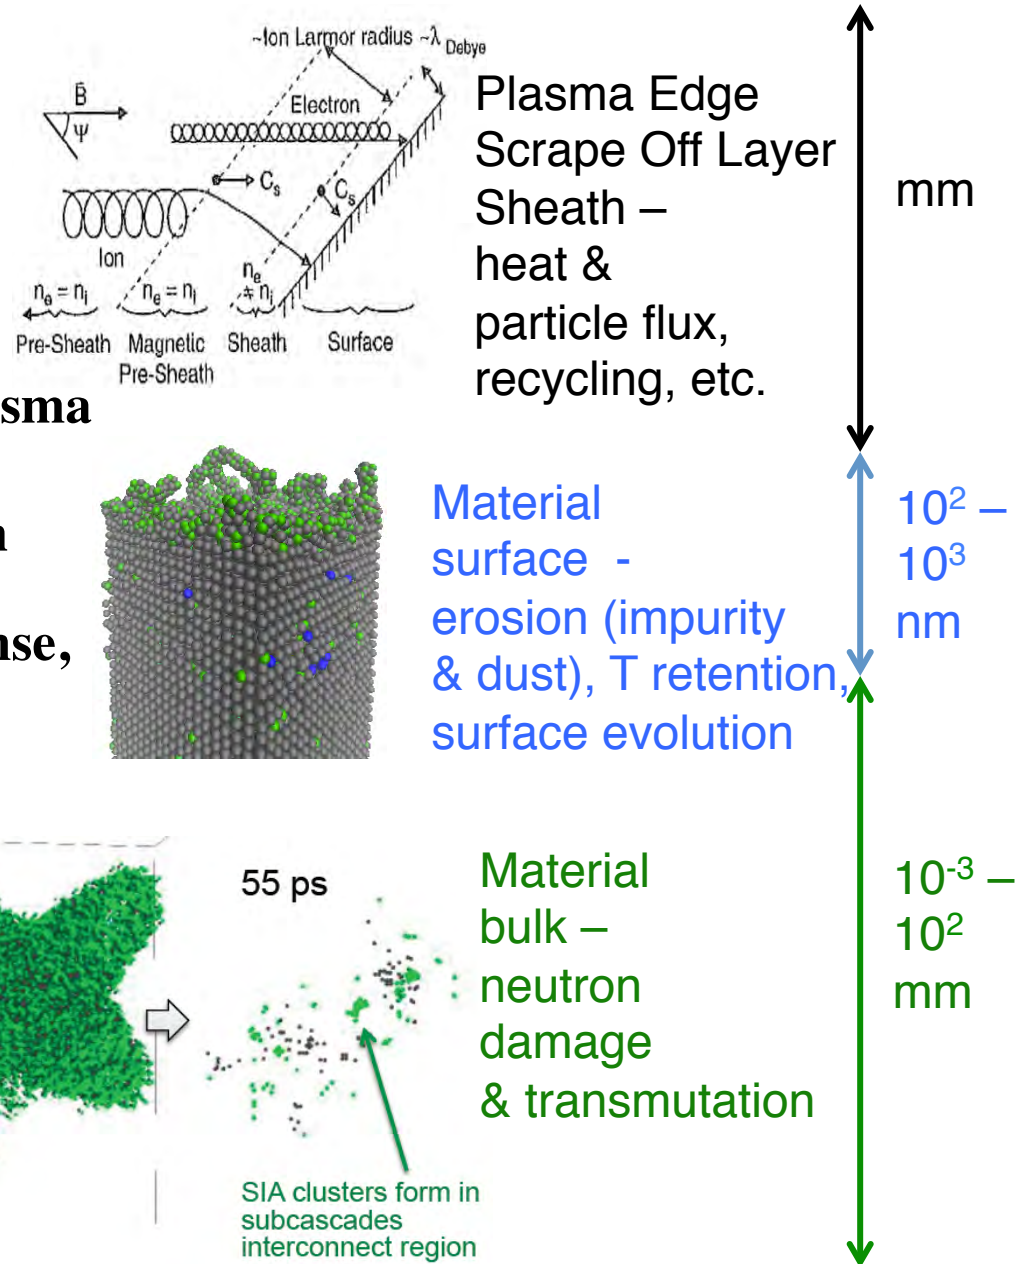 ~Ion Larmor radius ~λ Debye
B̄
Ψ
Electron
Cₛ
Cₛ
Ion
nₑ = nᵢ
nₑ = nᵢ
nₑ
≠ nᵢ
Pre-Sheath
Magnetic
Pre-Sheath
Sheath
Surface
Plasma Edge
Scrape Off Layer
Sheath –
heat &
particle flux,
recycling, etc.
mm
asma
n
nse,
Material
surface -
erosion (impurity
& dust), T retention,
surface evolution
10² –
10³
nm
55 ps
SIA clusters form in
subcascades
interconnect region
Material
bulk –
neutron
damage
& transmutation
10⁻³ –
10²
mm